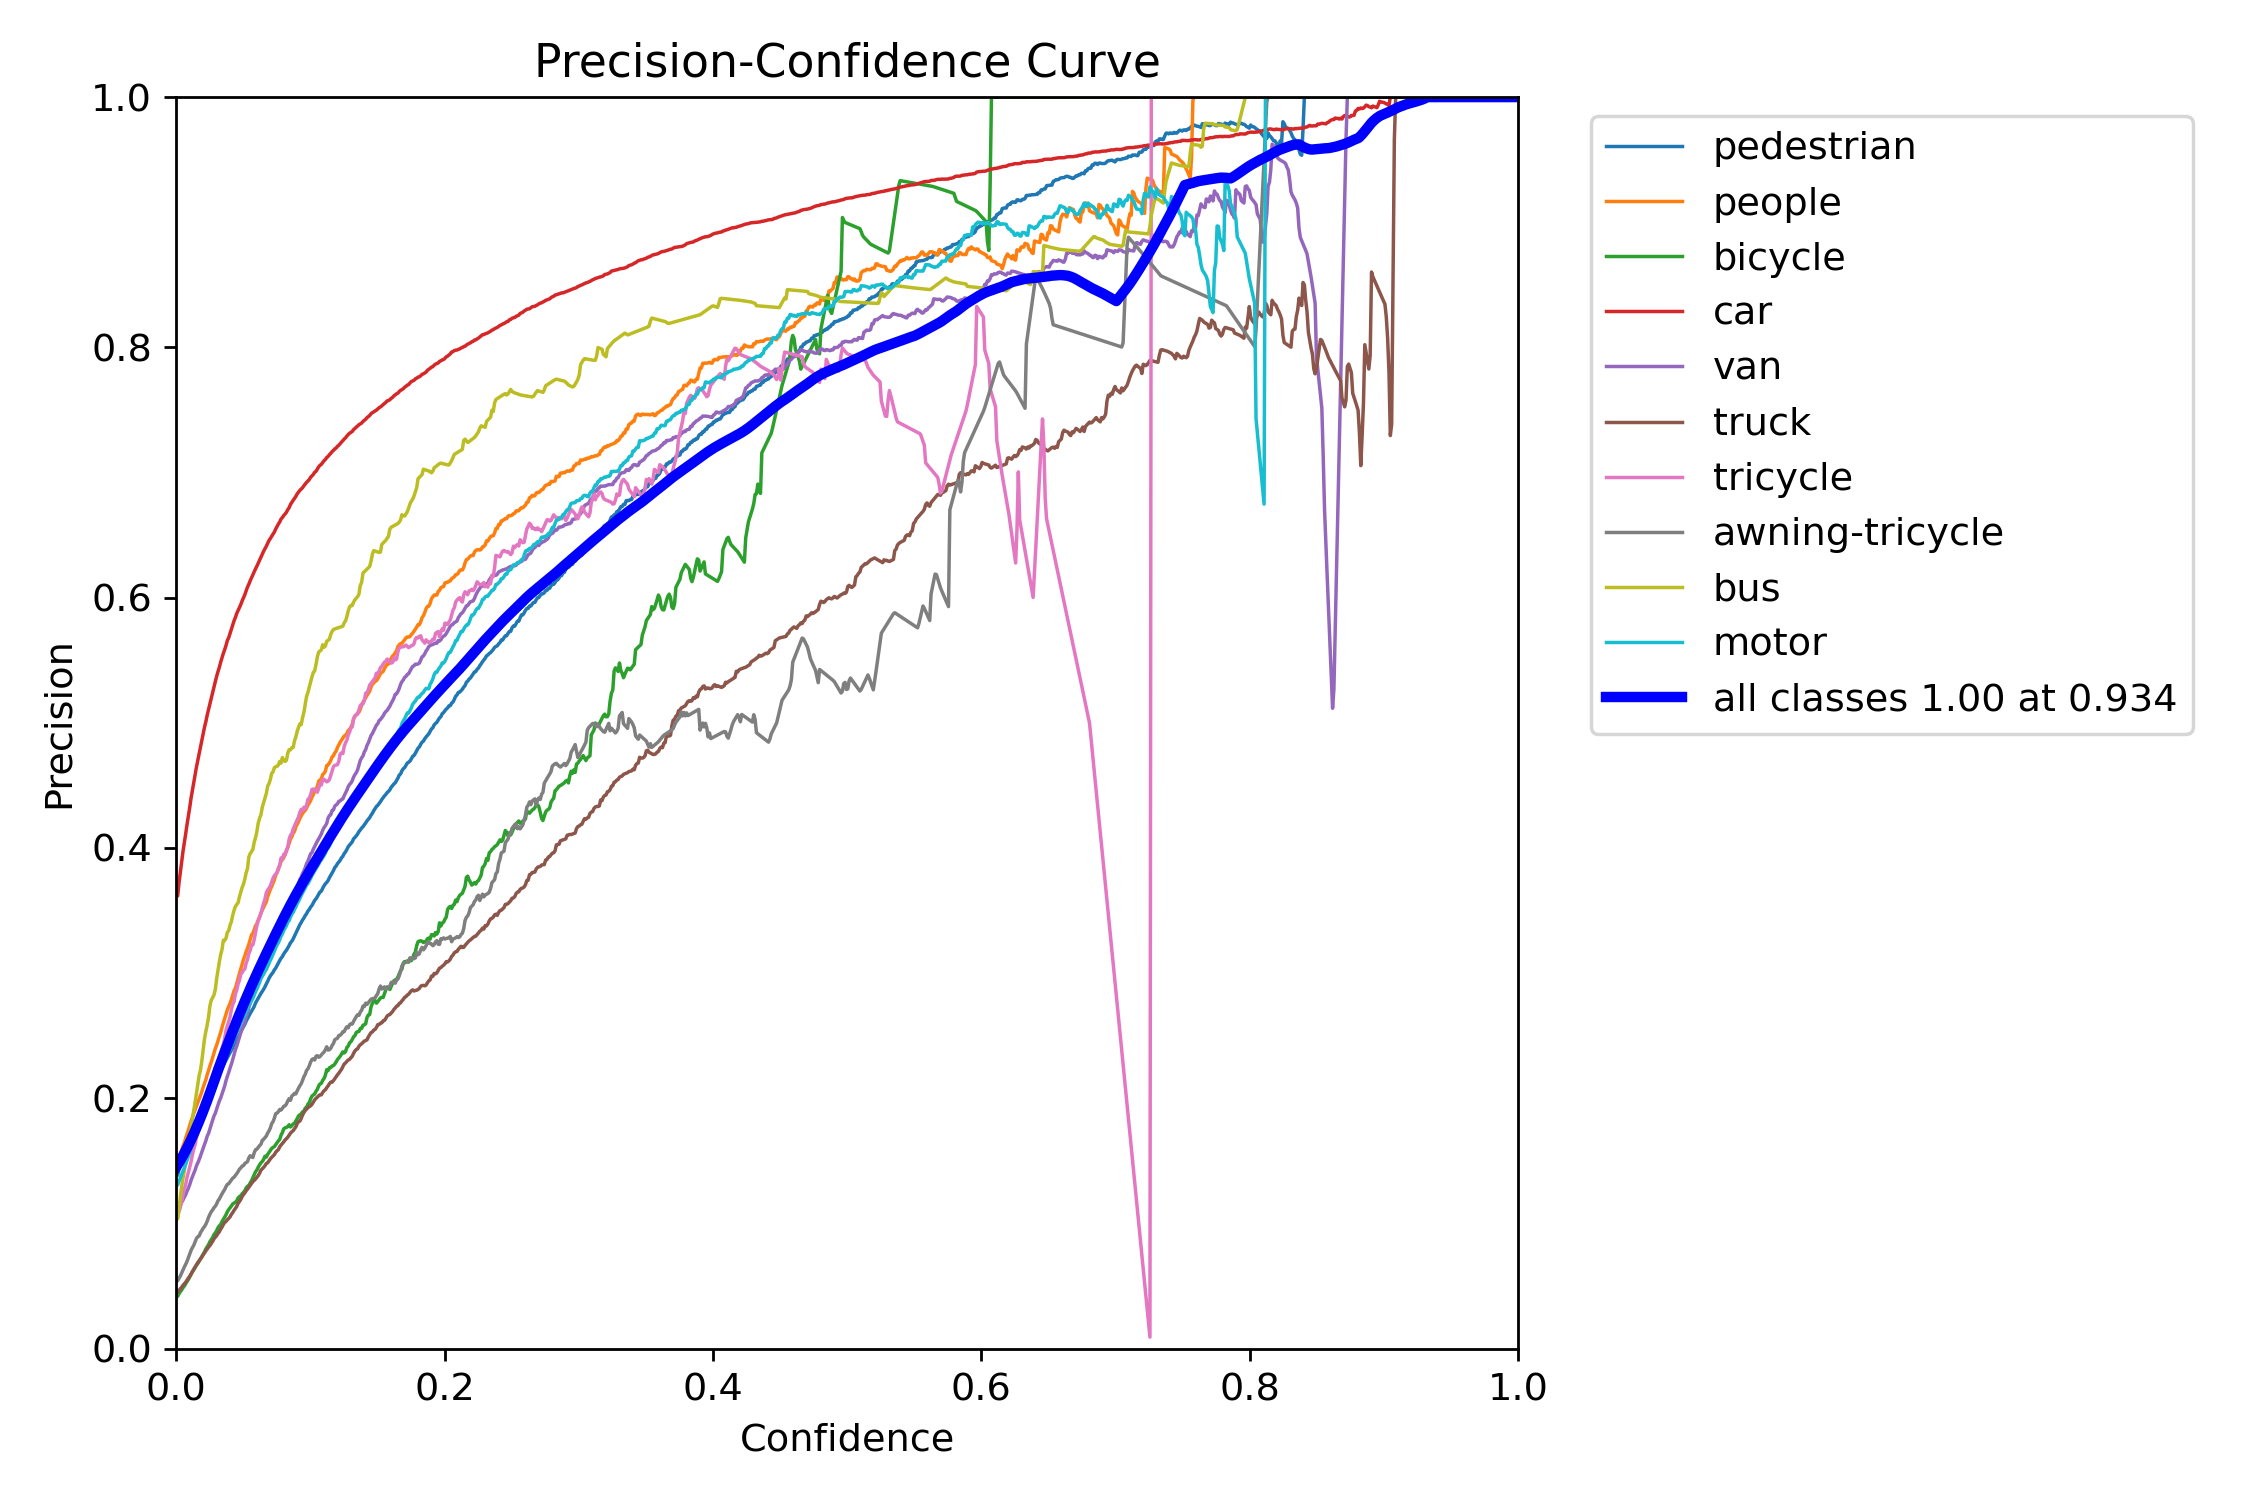 Precision-Confidence Curve
1.0
0.8
0.6
0.4
0.2
0.0
Precision
0.0 0.2 0.4 0.6 0.8 1.0
Confidence
pedestrian
people
bicycle
car
van
truck
tricycle
awning-tricycle
bus
motor
all classes 1.00 at 0.934